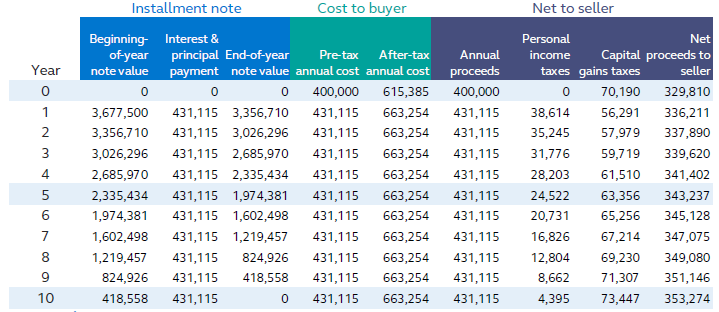 Installment note Cost to buyer Net to seller
Beginning- Interest & Personal Net
of-year principal End-of-year Pre-tax After-tax Annual income Capital proceeds to
Year note value payment note value annual cost annual cost proceeds taxes gains taxes seller
0 0 0 0 400,000 615,385 400,000 0 70,190 329,810
1 3,677,500 431,115 3,356,710 431,115 663,254 431,115 38,614 56,291 336,211
2 3,356,710 431,115 3,026,296 431,115 663,254 431,115 35,245 57,979 337,890
3 3,026,296 431,115 2,685,970 431,115 663,254 431,115 31,776 59,719 339,620
4 2,685,970 431,115 2,335,434 431,115 663,254 431,115 28,203 61,510 341,402
5 2,335,434 431,115 1,974,381 431,115 663,254 431,115 24,522 63,356 343,237
6 1,974,381 431,115 1,602,498 431,115 663,254 431,115 20,731 65,256 345,128
7 1,602,498 431,115 1,219,457 431,115 663,254 431,115 16,826 67,214 347,075
8 1,219,457 431,115 824,926 431,115 663,254 431,115 12,804 69,230 349,080
9 824,926 431,115 418,558 431,115 663,254 431,115 8,662 71,307 351,146
10 418,558 431,115 0 431,115 663,254 431,115 4,395 73,447 353,274